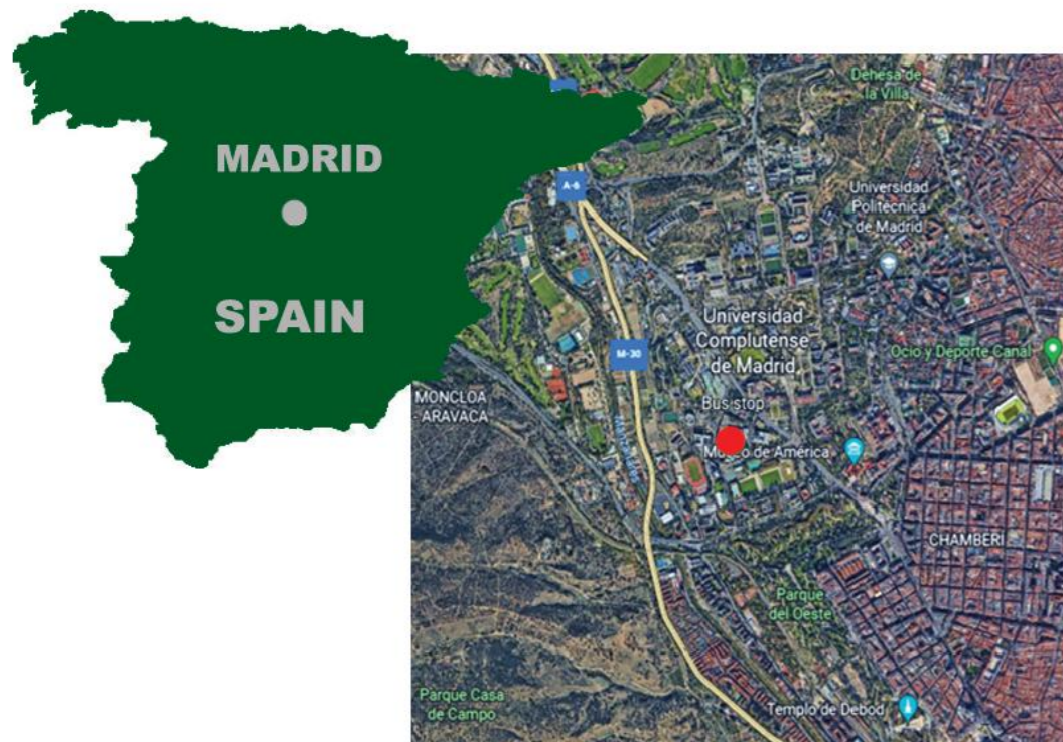 MADRID
SPAIN
Dehesa de
la Villa
A-6
Universidad
Politécnica
de Madrid
Universidad
Complutense
de Madrid
Ocio y Deporte Canal
M-30
MONCLOA
- ARAVACA
Bus stop
Manzanares
de América
CHAMBERÍ
Parque
del Oeste
Parque Casa
de Campo
Templo de Debod